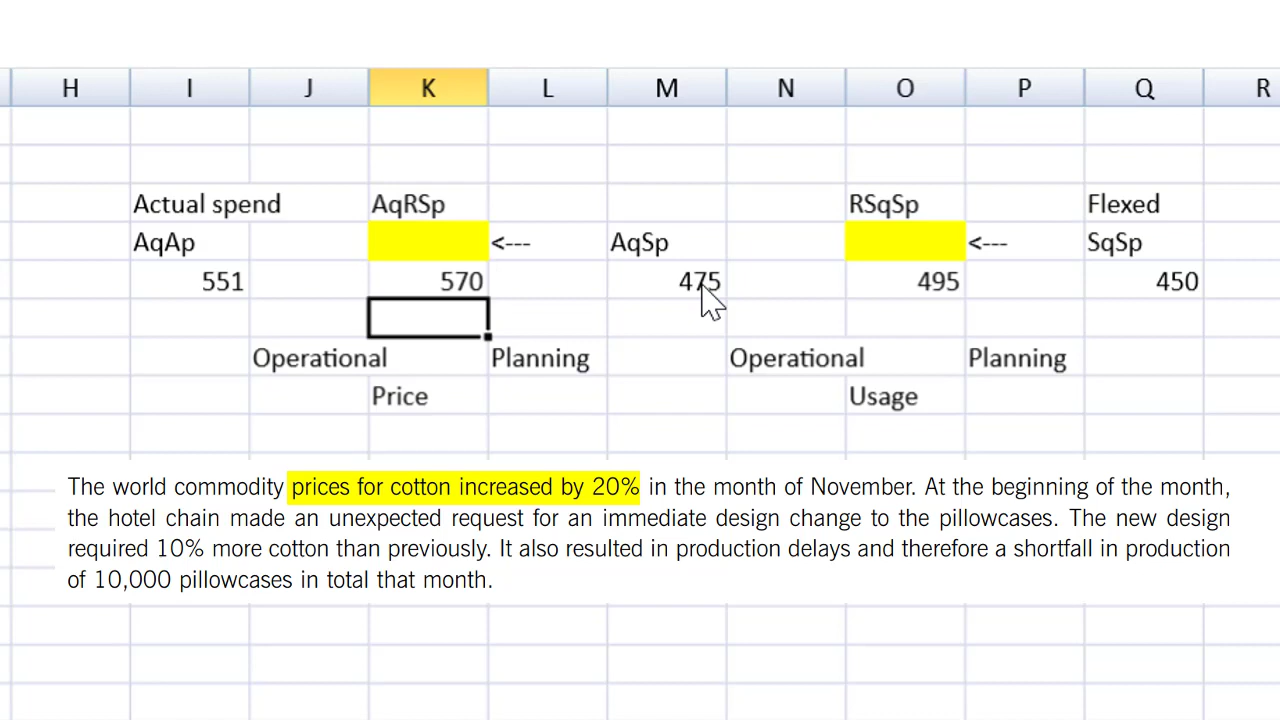 H I J K L M N O P Q R
Actual spend AqRSp RSqSp Flexed
AqAp <--- AqSp <--- SqSp
551 570 475 495 450
Operational Planning Operational Planning
Price Usage
The world commodity prices for cotton increased by 20% in the month of November. At the beginning of the month,
the hotel chain made an unexpected request for an immediate design change to the pillowcases. The new design
required 10% more cotton than previously. It also resulted in production delays and therefore a shortfall in production
of 10,000 pillowcases in total that month.